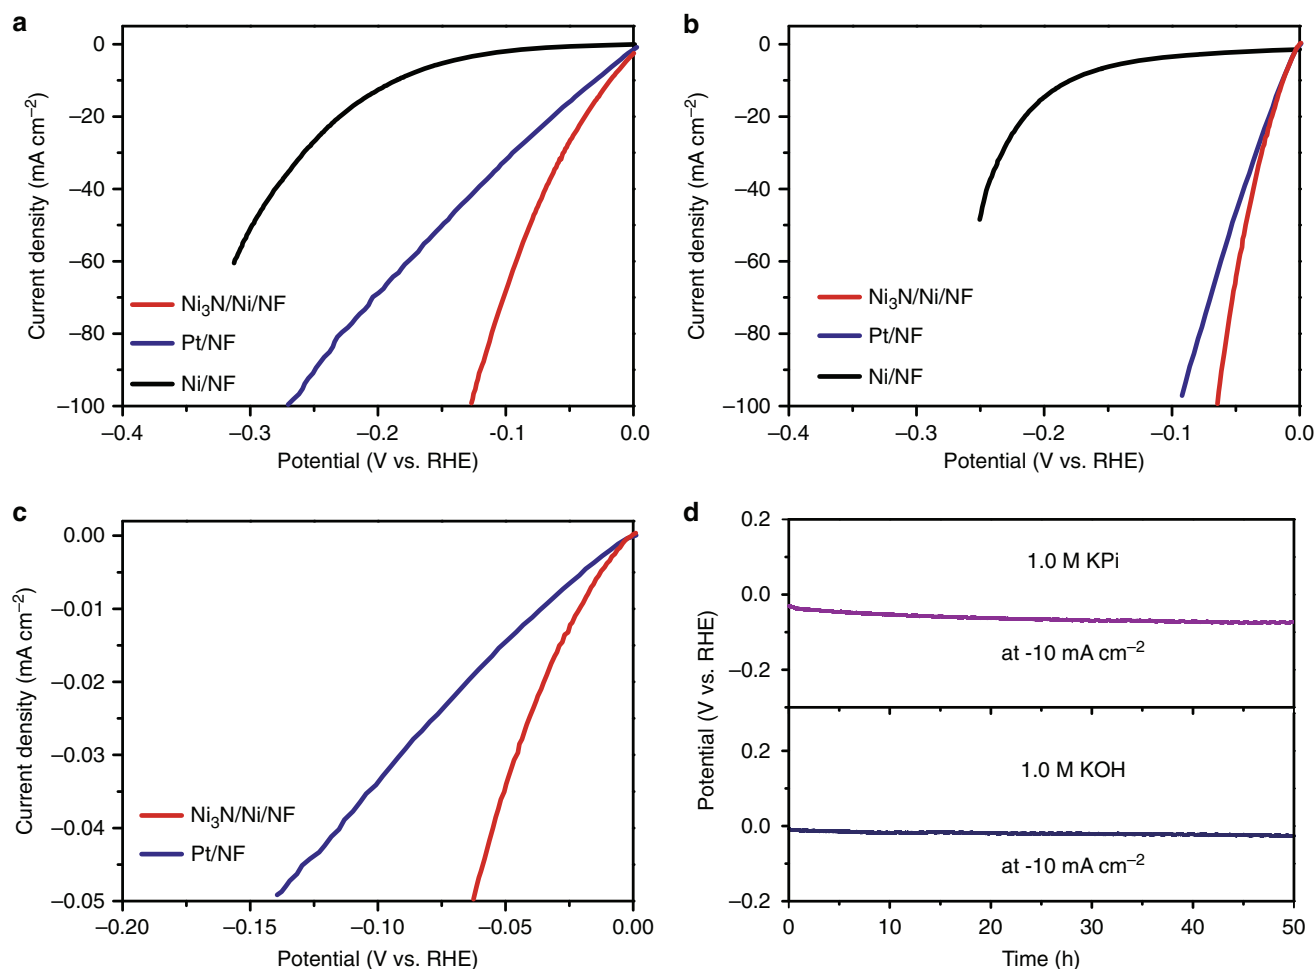 a
0
–20
–40
–60
–80
–100
Current density (mA cm–2)
Ni3N/Ni/NF
Pt/NF
Ni/NF
–0.4
–0.3
–0.2
-0.1
0.0
Potential (V vs. RHE)
b
0
–20
–40
–60
–80
–100
Current density (mA cm–2)
Ni3N/Ni/NF
Pt/NF
Ni/NF
–0.4
–0.3
–0.2
–0.1
0.0
Potential (V vs. RHE)
c
0.00
–0.01
–0.02
–0.03
–0.04
–0.05
Current density (mA cm–2)
Ni3N/Ni/NF
Pt/NF
–0.20
–0.15
–0.10
–0.05
0.00
Potential (V vs. RHE)
d
0.2
0.0
–0.2
0.2
0.0
–0.2
Potential (V vs. RHE)
1.0 M KPi
at -10 mA cm–2
1.0 M KOH
at -10 mA cm–2
0
10
20
30
40
50
Time (h)